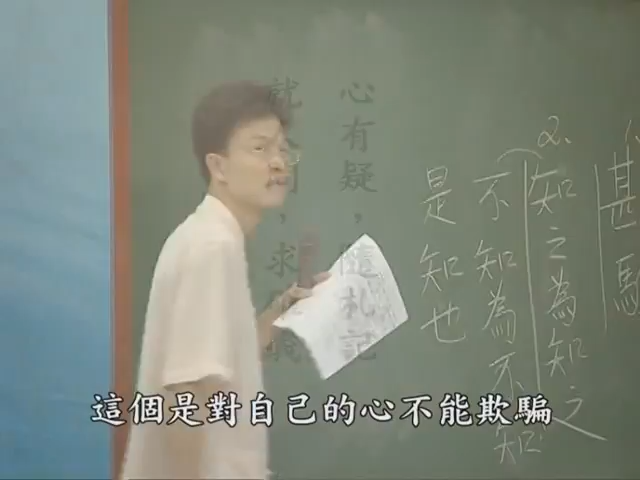 甚
2. 知之為知之
不知為不知
是知也
心有疑，隨札記
就 問，求
這個是對自己的心不能欺騙